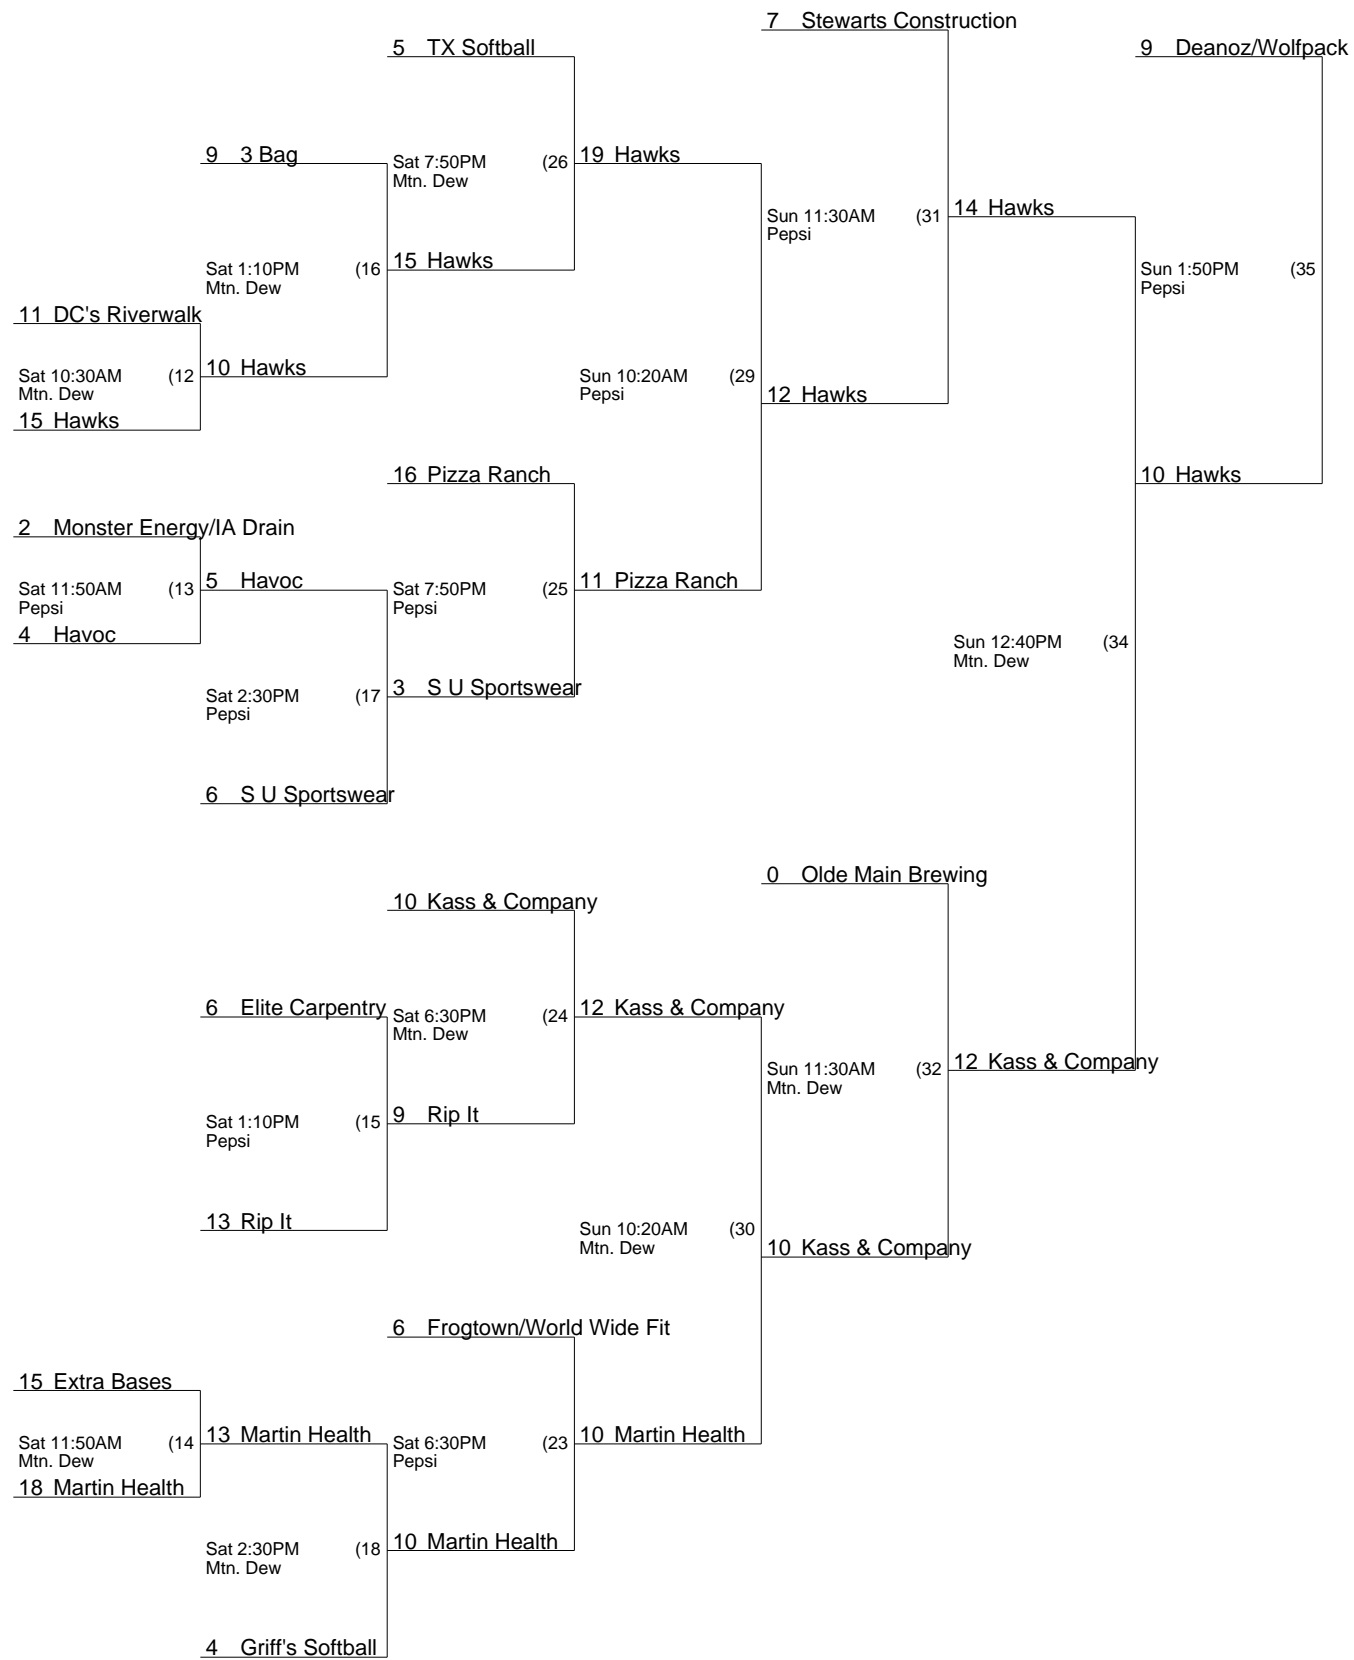 7 Stewarts Construction
5 TX Softball
9 Deanoz/Wolfpack
9 3 Bag
Sat 7:50PM (26
Mtn. Dew
19 Hawks
Sun 11:30AM (31
Pepsi
14 Hawks
Sat 1:10PM (16
Mtn. Dew
15 Hawks
Sun 1:50PM (35
Pepsi
11 DC's Riverwalk
Sat 10:30AM (12
Mtn. Dew
10 Hawks
Sun 10:20AM (29
Pepsi
12 Hawks
15 Hawks
16 Pizza Ranch
10 Hawks
2 Monster Energy/IA Drain
Sat 11:50AM (13
Pepsi
5 Havoc
Sat 7:50PM (25
Pepsi
11 Pizza Ranch
4 Havoc
Sun 12:40PM (34
Mtn. Dew
Sat 2:30PM (17
Pepsi
3 S U Sportswear
6 S U Sportswear
0 Olde Main Brewing
10 Kass & Company
6 Elite Carpentry
Sat 6:30PM (24
Mtn. Dew
12 Kass & Company
Sun 11:30AM (32
Mtn. Dew
12 Kass & Company
Sat 1:10PM (15
Pepsi
9 Rip It
13 Rip It
Sun 10:20AM (30
Mtn. Dew
10 Kass & Company
6 Frogtown/World Wide Fit
15 Extra Bases
Sat 11:50AM (14
Mtn. Dew
13 Martin Health
Sat 6:30PM (23
Pepsi
10 Martin Health
18 Martin Health
Sat 2:30PM (18
Mtn. Dew
10 Martin Health
4 Griff's Softball